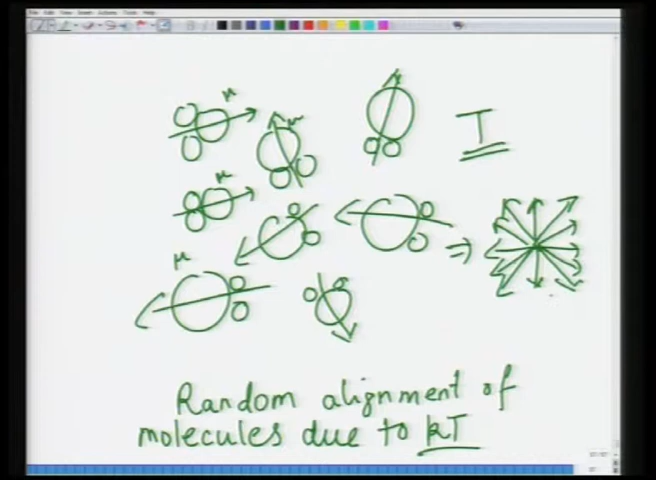 μ
μ
T
μ
μ
Random alignment of
molecules due to kT